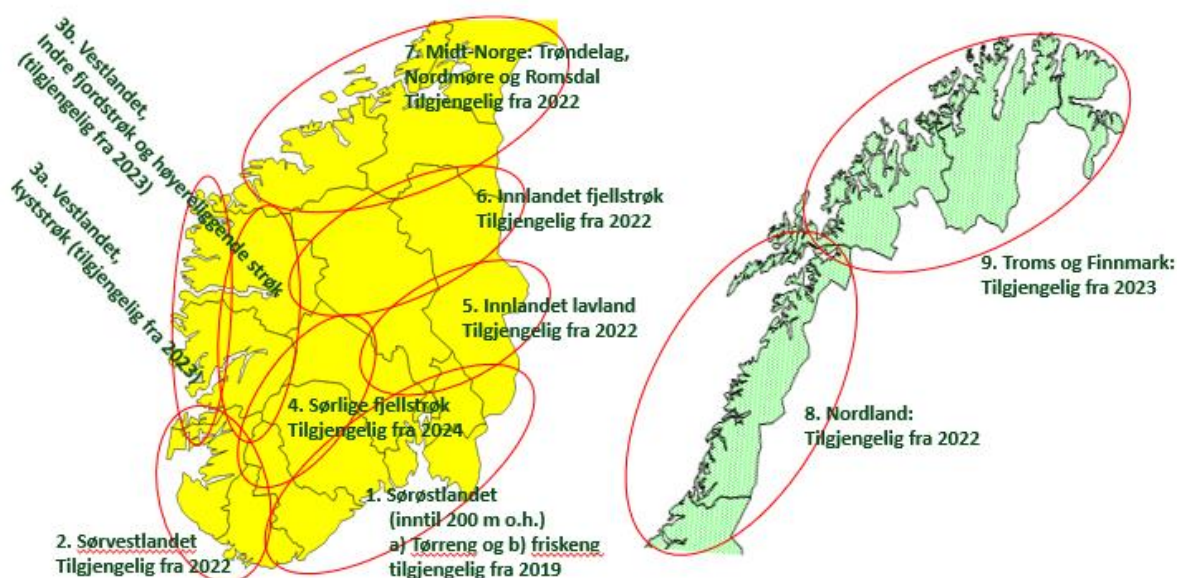 3b. Vestlandet,
Indre fjordstrøk og høyereliggende strøk
(tilgjengelig fra 2023)
3a. Vestlandet,
kyststrøk (tilgjengelig fra 2023)
7. Midt-Norge: Trøndelag,
Nordmøre og Romsdal
Tilgjengelig fra 2022
6. Innlandet fjellstrøk
Tilgjengelig fra 2022
5. Innlandet lavland
Tilgjengelig fra 2022
4. Sørlige fjellstrøk
Tilgjengelig fra 2024
1. Sørøstlandet
(inntil 200 m o.h.)
a) Tørreng og b) friskeng
tilgjengelig fra 2019
2. Sørvestlandet
Tilgjengelig fra 2022
9. Troms og Finnmark:
Tilgjengelig fra 2023
8. Nordland:
Tilgjengelig fra 2022